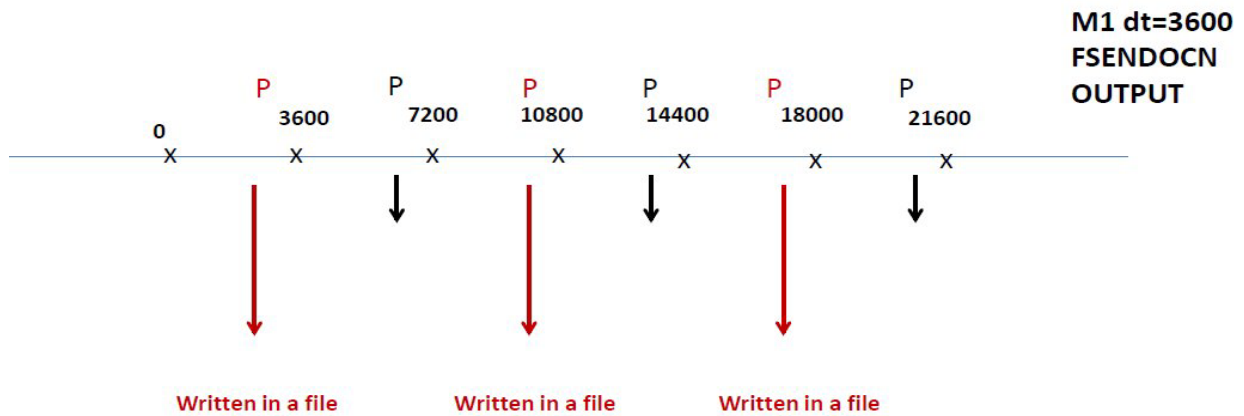 M1 dt=3600
FSENDOCN
OUTPUT
P P P P P P
0 3600 7200 10800 14400 18000 21600
x x x x x x x
Written in a file Written in a file Written in a file